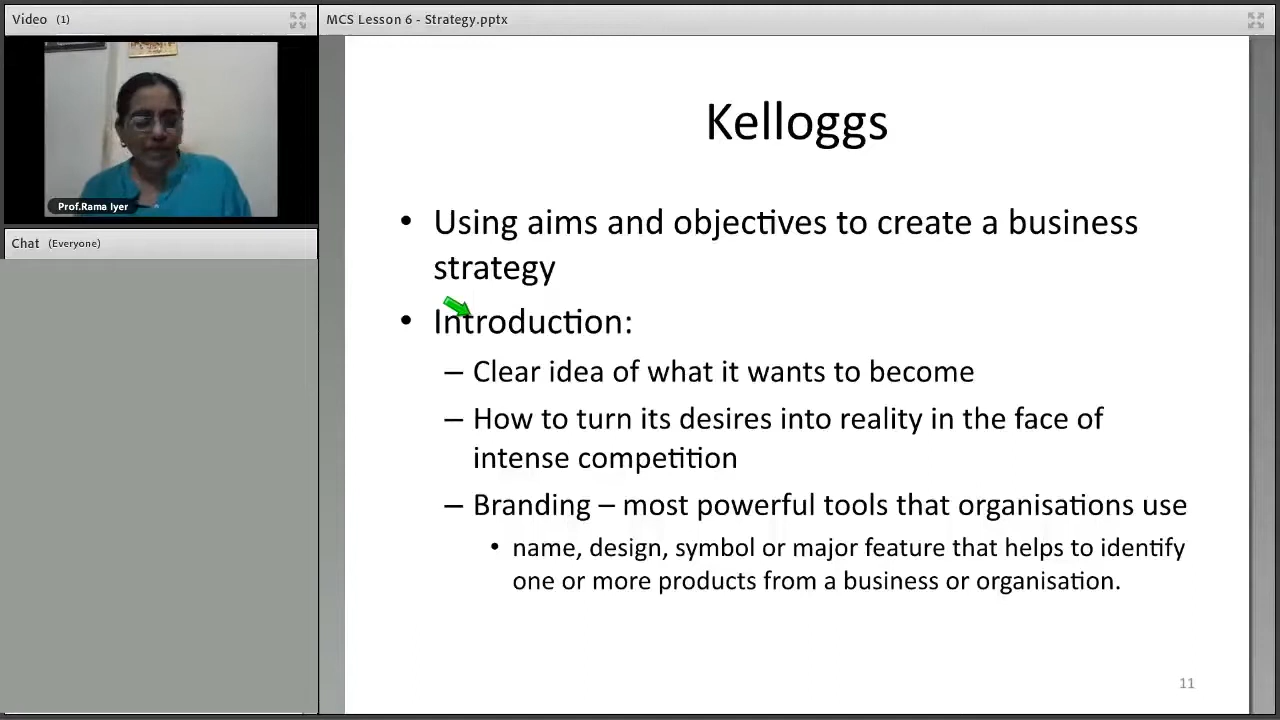 Video (1)
MCS Lesson 6 - Strategy.pptx
Prof.Rama Iyer
Chat (Everyone)
Kelloggs
• Using aims and objectives to create a business
strategy
• Introduction:
– Clear idea of what it wants to become
– How to turn its desires into reality in the face of
intense competition
– Branding – most powerful tools that organisations use
• name, design, symbol or major feature that helps to identify
one or more products from a business or organisation.
11